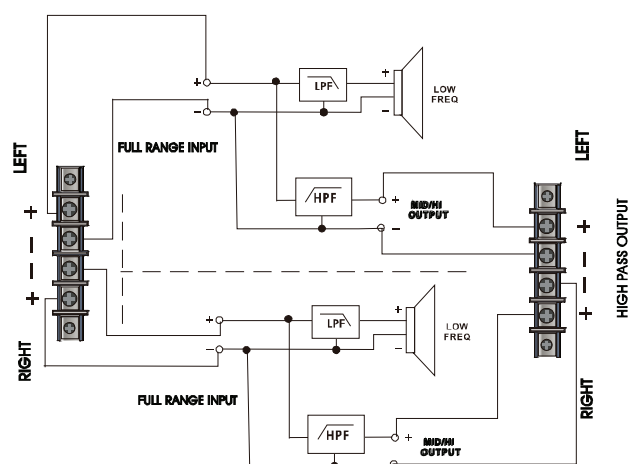 +
LPF
+
LOW
FREQ
−
−
FULL RANGE INPUT
LEFT
LEFT
HPF
+
MID/HI
OUTPUT
−
+
−
−
+
+
−
−
+
HIGH PASS OUTPUT
RIGHT
RIGHT
+
LPF
+
LOW
FREQ
−
−
FULL RANGE INPUT
HPF
+
MID/HI
OUTPUT